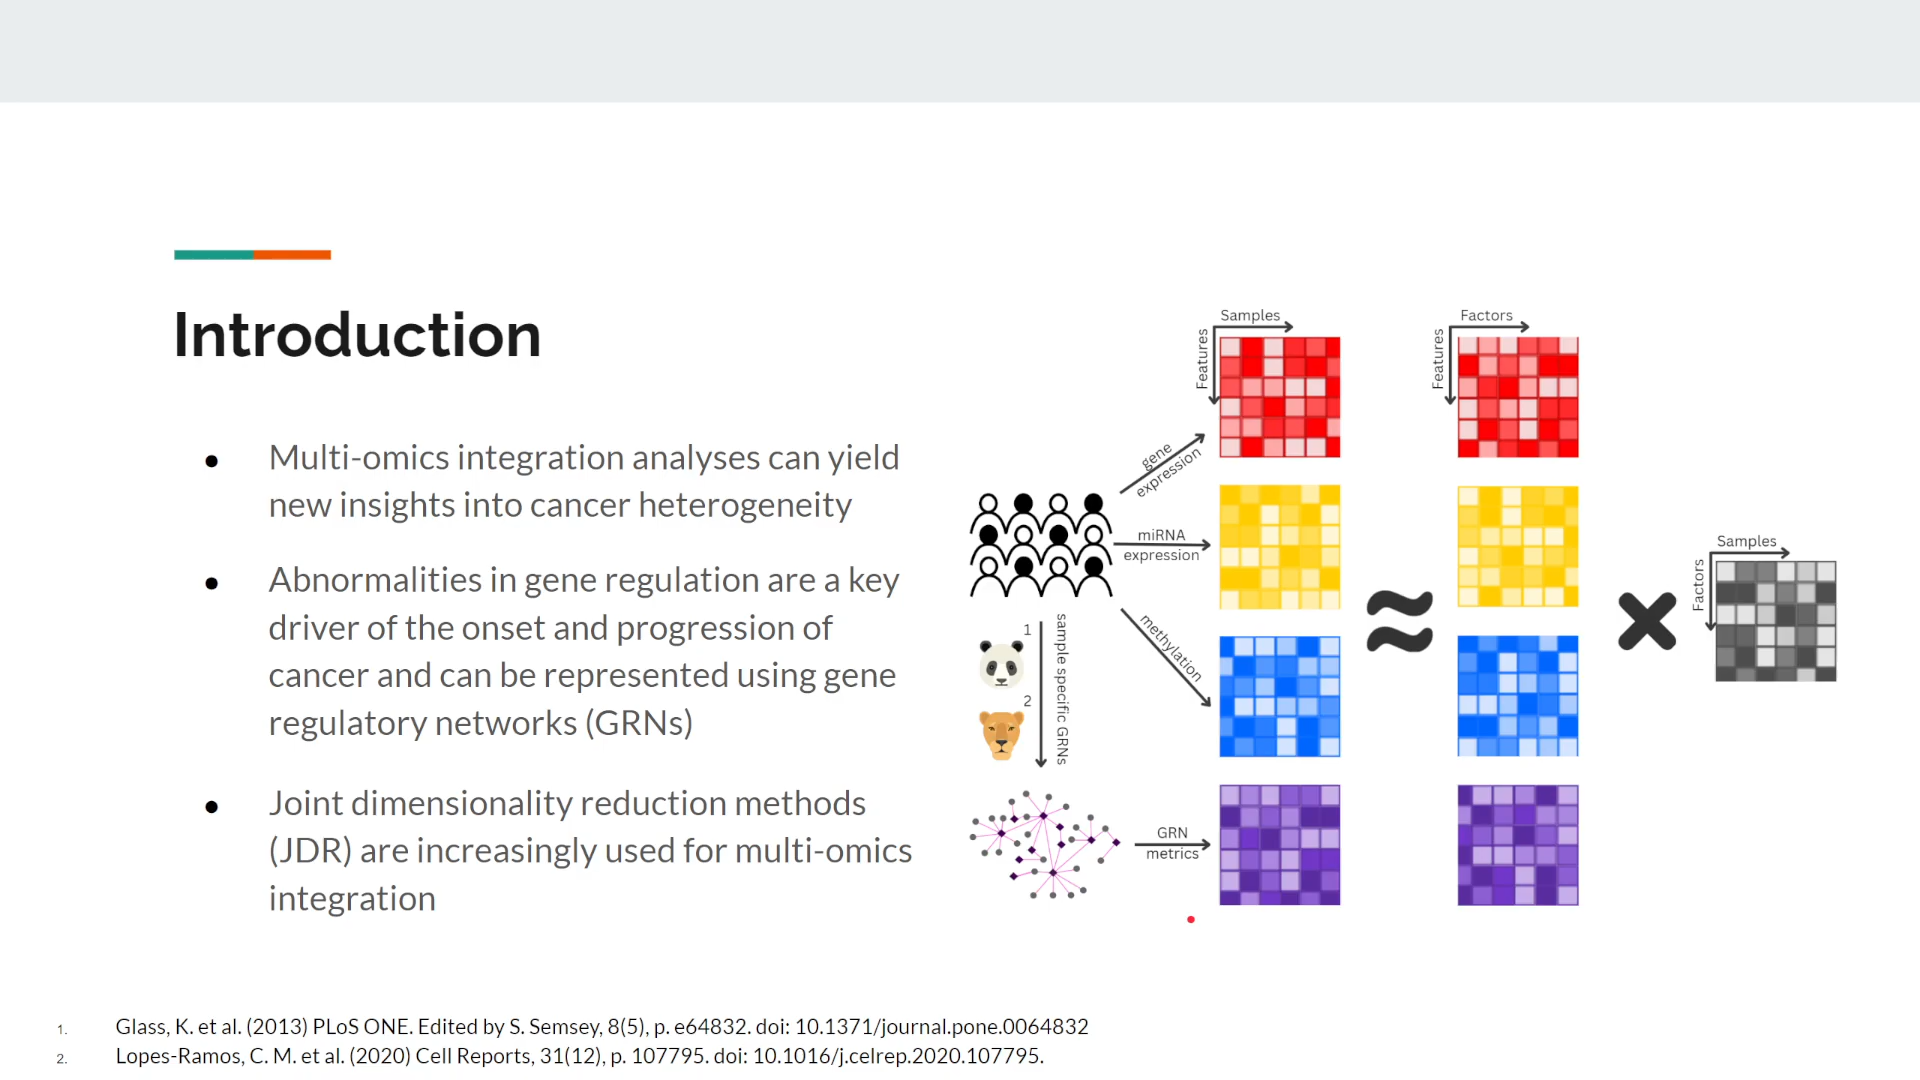 Introduction
● Multi-omics integration analyses can yield
new insights into cancer heterogeneity
● Abnormalities in gene regulation are a key
driver of the onset and progression of
cancer and can be represented using gene
regulatory networks (GRNs)
● Joint dimensionality reduction methods
(JDR) are increasingly used for multi-omics
integration
Samples
Features
Factors
Features
gene
expression
miRNA
expression
methylation
1
2
sample specific GRNs
GRN
metrics
≈
×
Samples
Factors
1. Glass, K. et al. (2013) PLoS ONE. Edited by S. Semsey, 8(5), p. e64832. doi: 10.1371/journal.pone.0064832
2. Lopes-Ramos, C. M. et al. (2020) Cell Reports, 31(12), p. 107795. doi: 10.1016/j.celrep.2020.107795.